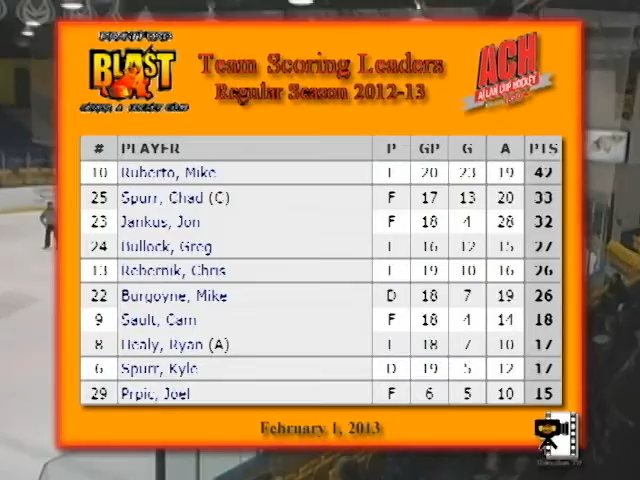 BRANTFORD
BLAST
SENIOR A HOCKEY CLUB
Team Scoring Leaders
Regular Season 2012-13
ACH
ALLAN CUP HOCKEY
# PLAYER P GP G A PTS
10 Ruberto, Mike F 20 23 19 42
25 Spurr, Chad (C) F 17 13 20 33
23 Jankus, Jon F 18 4 28 32
24 Bullock, Greg F 16 12 15 27
13 Rebernik, Chris F 19 10 16 26
22 Burgoyne, Mike D 18 7 19 26
9 Sault, Cam F 18 4 14 18
8 Healy, Ryan (A) F 18 7 10 17
6 Spurr, Kyle D 19 5 12 17
29 Prpic, Joel F 6 5 10 15
February 1, 2013